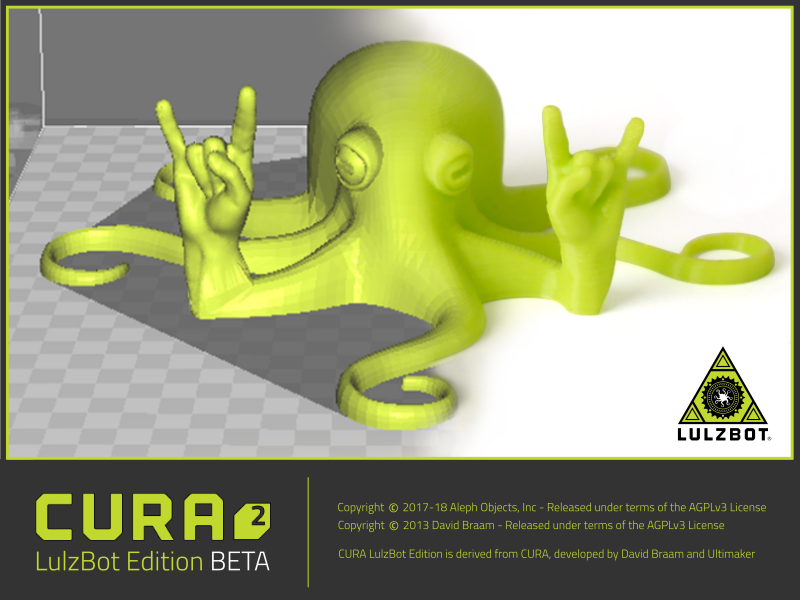 LULZBOT®
CURA 2
LulzBot Edition BETA
Copyright © 2017-18 Aleph Objects, Inc - Released under terms of the AGPLv3 License
Copyright © 2013 David Braam - Released under terms of the AGPLv3 License
CURA LulzBot Edition is derived from CURA, developed by David Braam and Ultimaker